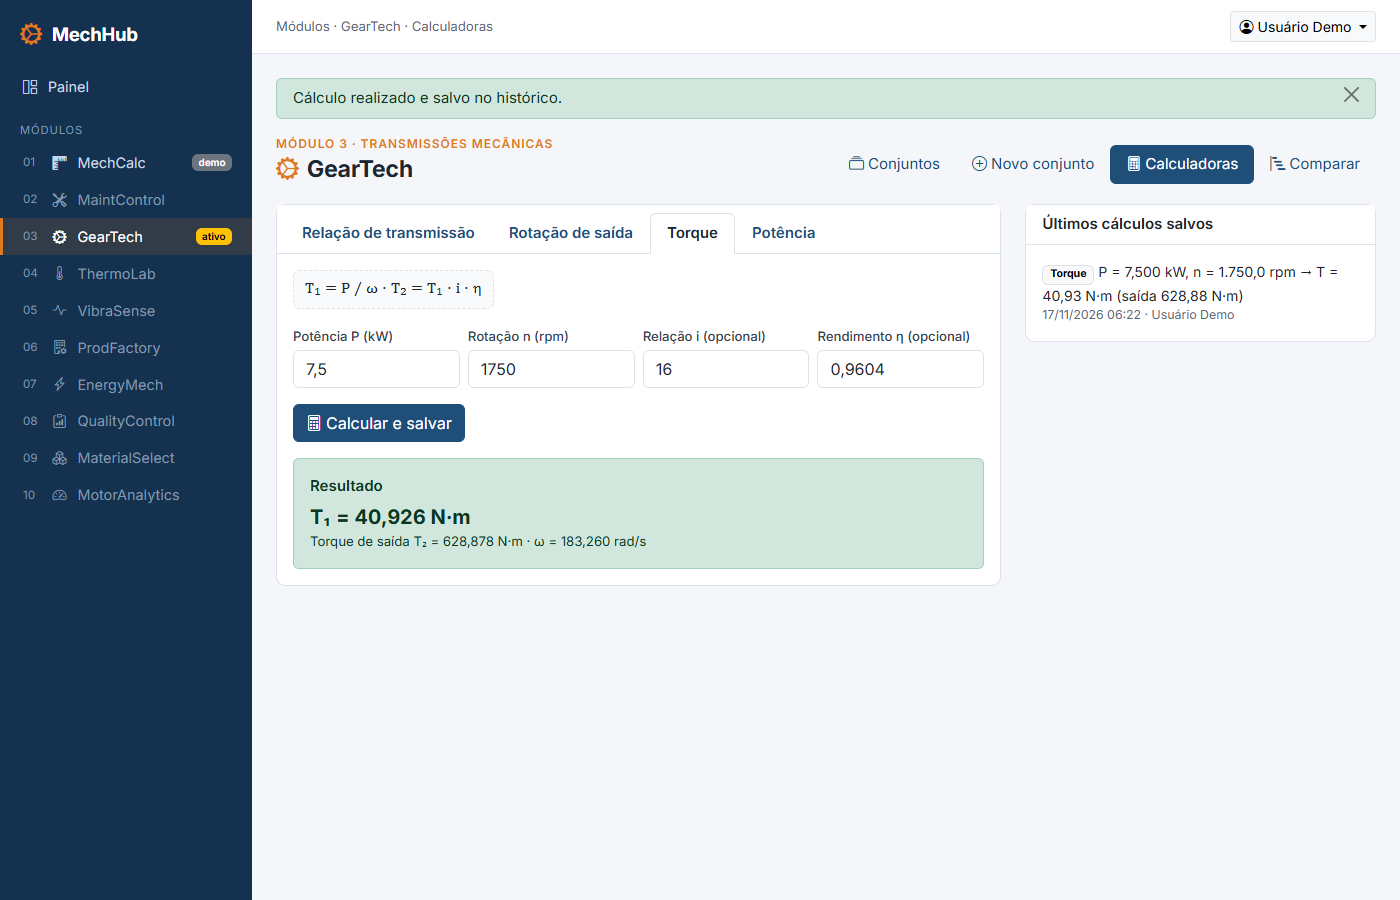 MechHub
Painel
MÓDULOS
01 MechCalc demo
02 MaintControl
03 GearTech ativo
04 ThermoLab
05 VibraSense
06 ProdFactory
07 EnergyMech
08 QualityControl
09 MaterialSelect
10 MotorAnalytics
Módulos · GearTech · Calculadoras
Usuário Demo
Cálculo realizado e salvo no histórico.
MÓDULO 3 · TRANSMISSÕES MECÂNICAS
GearTech
Conjuntos Novo conjunto Calculadoras Comparar
Relação de transmissão Rotação de saída Torque Potência
T₁ = P / ω · T₂ = T₁ · i · η
Potência P (kW) Rotação n (rpm) Relação i (opcional) Rendimento η (opcional)
7,5 1750 16 0,9604
Calcular e salvar
Resultado
T₁ = 40,926 N·m
Torque de saída T₂ = 628,878 N·m · ω = 183,260 rad/s
Últimos cálculos salvos
Torque P = 7,500 kW, n = 1.750,0 rpm → T =
40,93 N·m (saída 628,88 N·m)
17/11/2026 06:22 · Usuário Demo